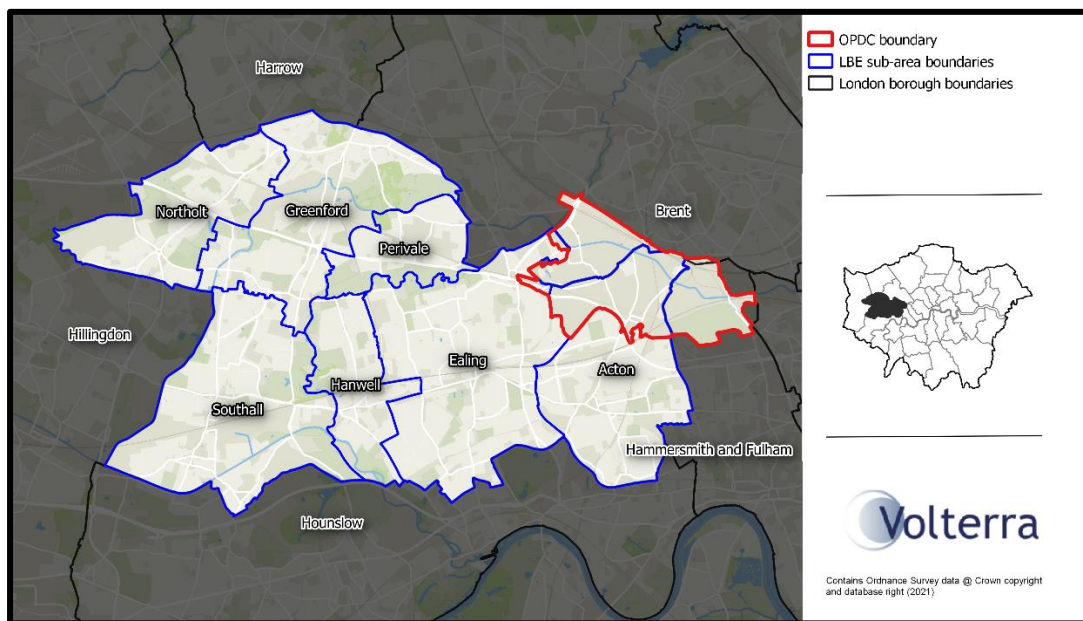 Harrow
Northolt
Greenford
Brent
Perivale
Hillingdon
Ealing
Acton
Hanwell
Southall
Hammersmith and Fulham
Hounslow
OPDC boundary
LBE sub-area boundaries
London borough boundaries
Volterra
Contains Ordnance Survey data @ Crown copyright
and database right (2021)